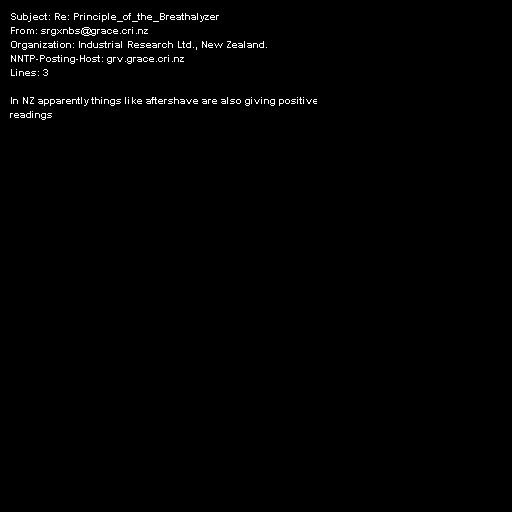 Subject: Re: Principle_of_the_Breathalyzer
From: srgxnbs@grace.cri.nz
Organization: Industrial Research Ltd., New Zealand.
NNTP-Posting-Host: grv.grace.cri.nz
Lines: 3

In NZ apparently things like aftershave are also giving positive
readings